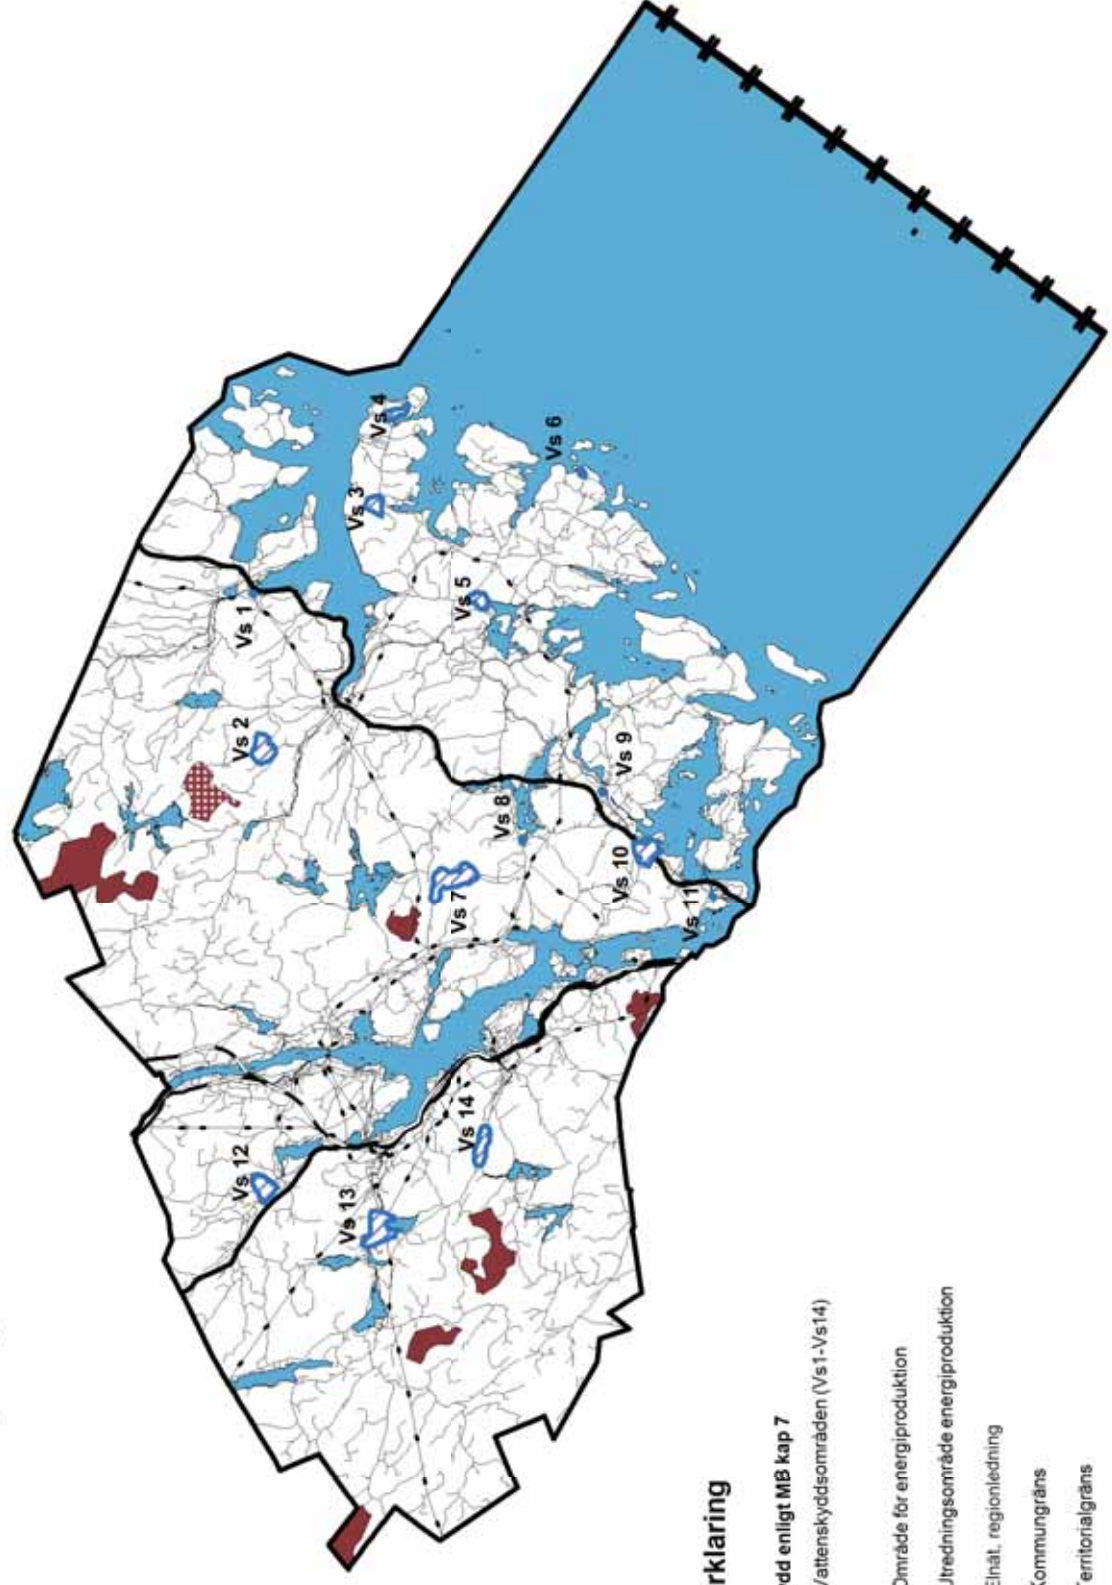 Vs 1
Vs 2
Vs 3
Vs 4
Vs 5
Vs 6
Vs 7
Vs 8
Vs 9
Vs 10
Vs 11
Vs 12
Vs 13
Vs 14
rklaring
dd enligt MB kap 7
attenskyddsområden (Vs1-Vs14)
Område för energiproduktion
tredningsområde energiproduktion
Elnät, regionledning
Kommungräns
Territorialgräns